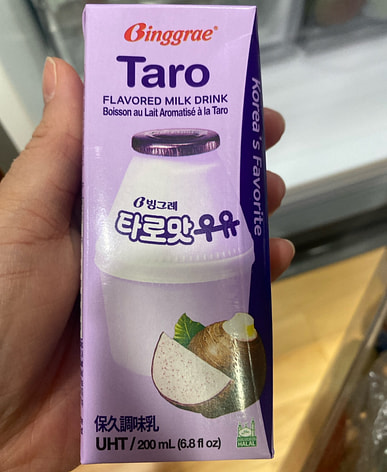 Binggrae®
Taro
FLAVORED MILK DRINK
Boisson au Lait Aromatisé à la Taro
Korea's Favorite
빙그레
타로맛우유
保久調味乳
UHT / 200 mL (6.8 fl oz)
HALAL